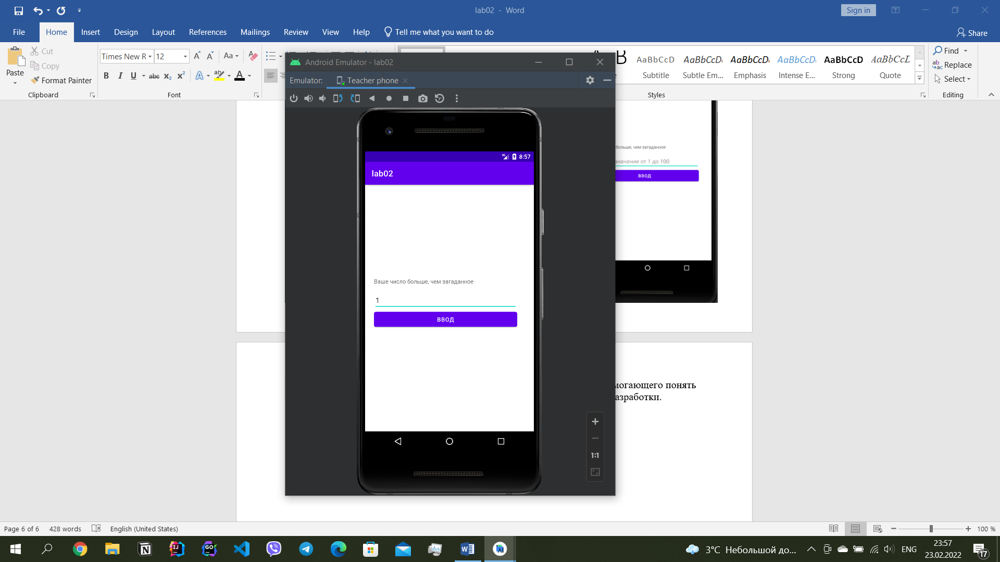 lab02 - Word
Sign in
File Home Insert Design Layout References Mailings Review View Help Tell me what you want to do
Share
Paste
Cut
Copy
Format Painter
Clipboard
Times New R 12
Font
AaBbCcD AaBbCcDi AaBbCcDi AaBbCcDi AaBbCcD AaBbCcL
Subtitle Subtle Em... Emphasis Intense E... Strong Quote
Styles
Find
Replace
Select
Editing
Android Emulator - lab02
Emulator: Teacher phone
8:57
lab02
Ваше число больше, чем загаданное
1
ВВОД
1:1
больше, чем загаданное
значение от 1 до 100
ВВОД
могающего понять
азработки.
Page 6 of 6 428 words English (United States)
100 %
3°C Небольшой до... ENG
23:57
23.02.2022
17